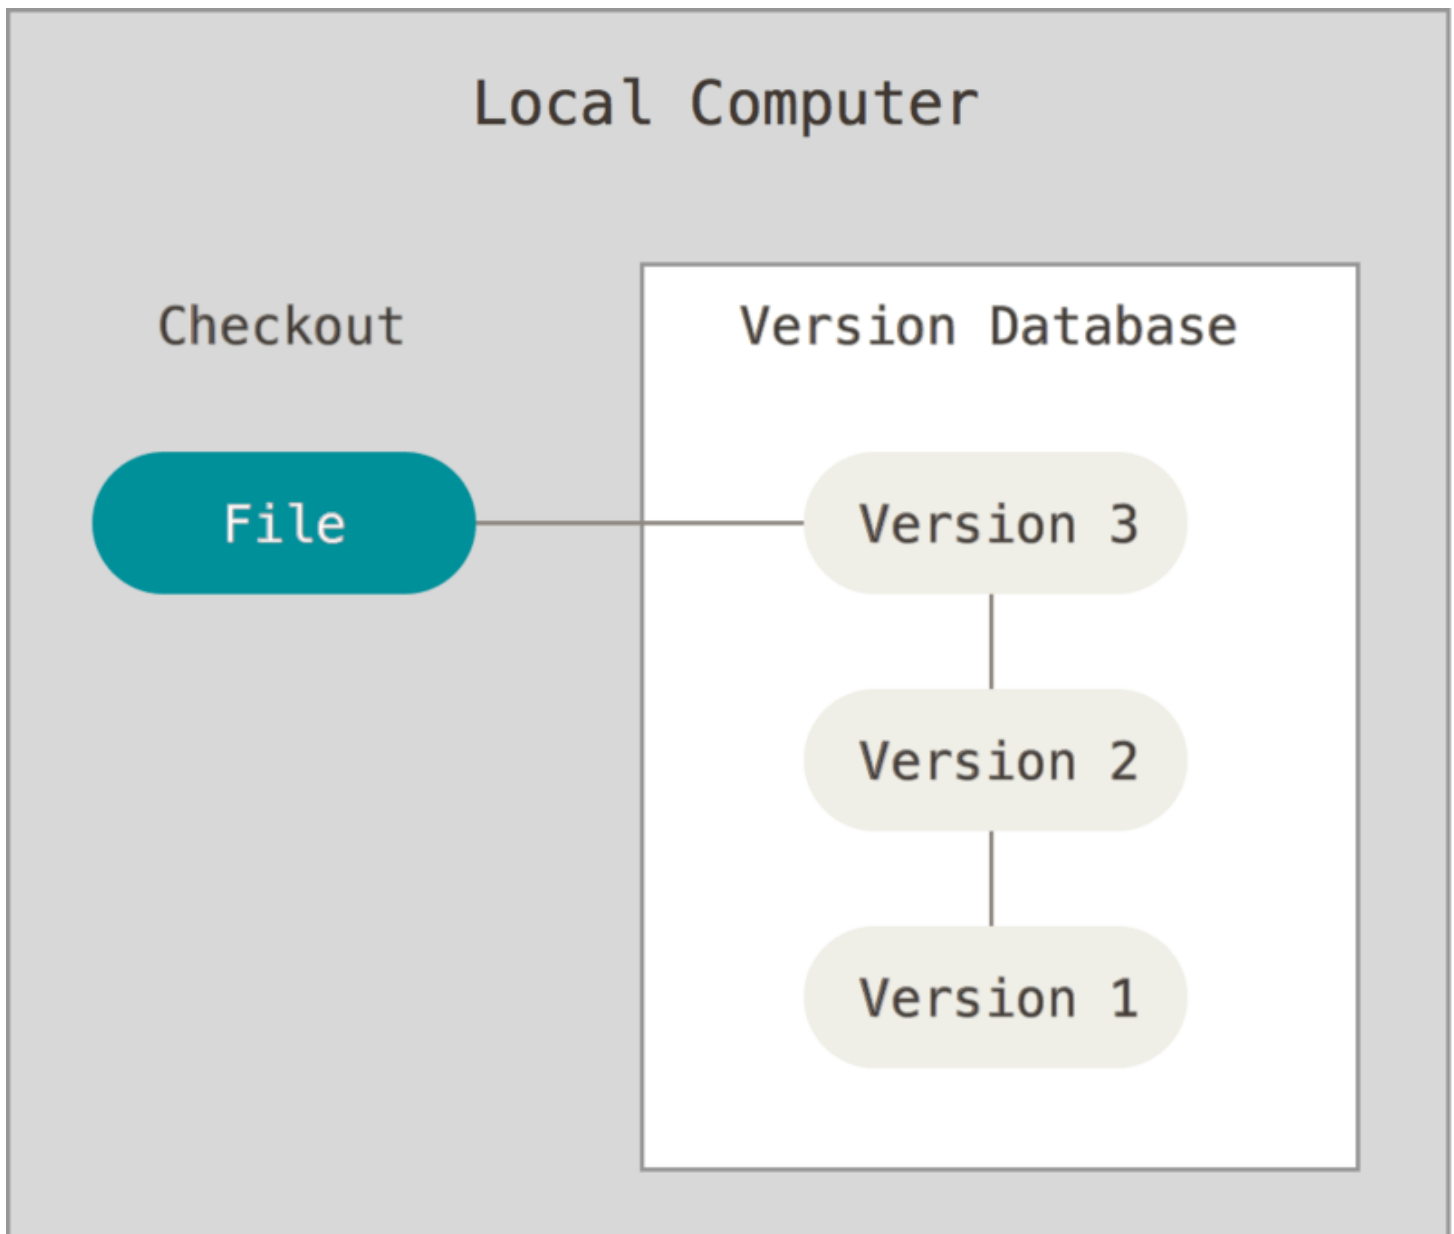 Local Computer
Checkout
Version Database
File
Version 3
Version 2
Version 1